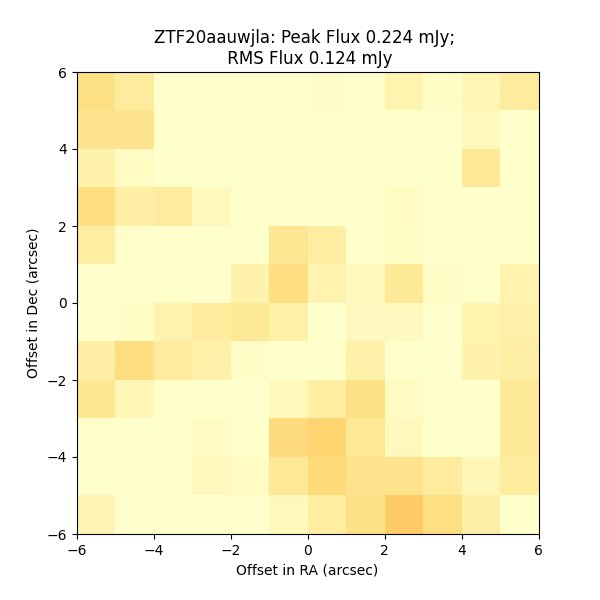 ZTF20aauwjla: Peak Flux 0.224 mJy;
RMS Flux 0.124 mJy
6
4
2
0
−2
−4
−6
Offset in Dec (arcsec)
−6 −4 −2 0 2 4 6
Offset in RA (arcsec)